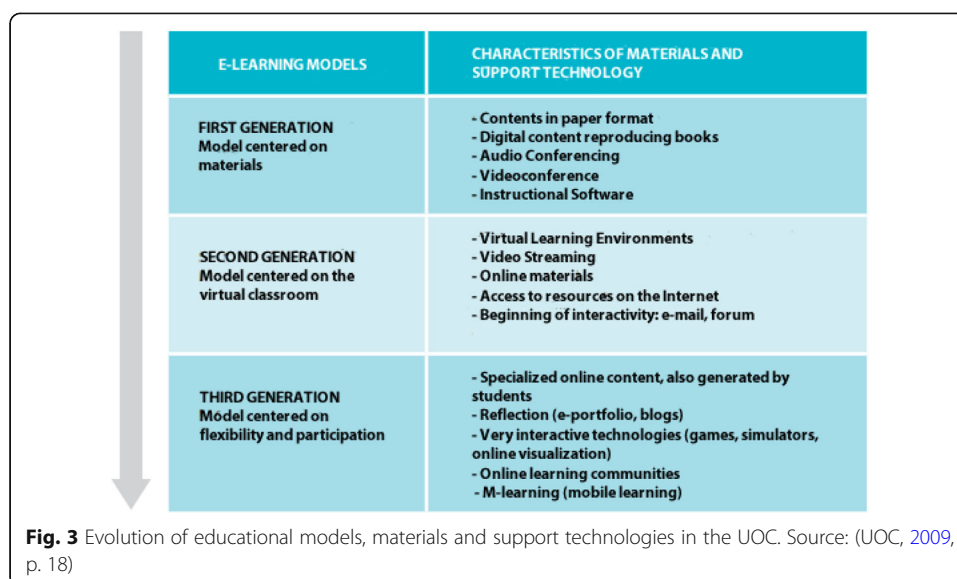 E-LEARNING MODELS
CHARACTERISTICS OF MATERIALS AND
SUPPORT TECHNOLOGY
FIRST GENERATION
Model centered on
materials
- Contents in paper format
- Digital content reproducing books
- Audio Conferencing
- Videoconference
- Instructional Software
SECOND GENERATION
Model centered on the
virtual classroom
- Virtual Learning Environments
- Video Streaming
- Online materials
- Access to resources on the Internet
- Beginning of interactivity: e-mail, forum
THIRD GENERATION
Model centered on
flexibility and participation
- Specialized online content, also generated by
students
- Reflection (e-portfolio, blogs)
- Very interactive technologies (games, simulators,
online visualization)
- Online learning communities
- M-learning (mobile learning)
Fig. 3 Evolution of educational models, materials and support technologies in the UOC. Source: (UOC, 2009,
p. 18)